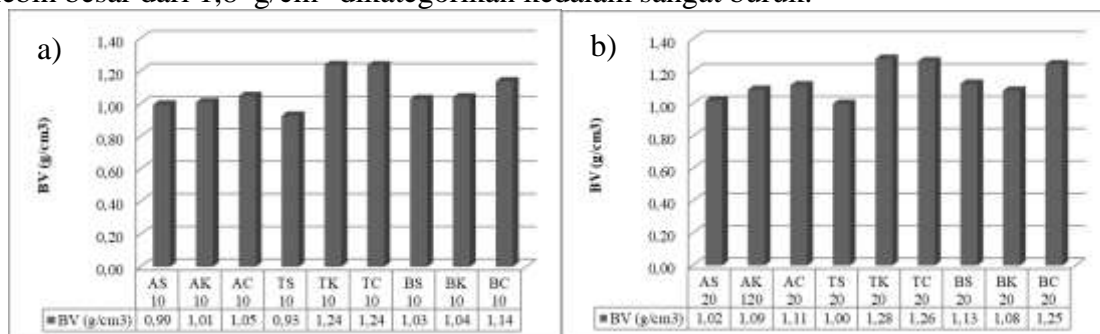 lebih besar dari 1,8 g/cm³ dikategorikan kedalam sangat buruk.
a)
BV (g/cm3)
1,40
1,20
1,00
0,80
0,60
0,40
0,20
0,00
AS 10 AK 10 AC 10 TS 10 TK 10 TC 10 BS 10 BK 10 BC 10
BV (g/cm3) 0,99 1,01 1,05 0,93 1,24 1,24 1,03 1,04 1,14
b)
BV (g/cm3)
1,40
1,20
1,00
0,80
0,60
0,40
0,20
0,00
AS 20 AK 120 AC 20 TS 20 TK 20 TC 20 BS 20 BK 20 BC 20
BV (g/cm3) 1,02 1,09 1,11 1,00 1,28 1,26 1,13 1,08 1,25